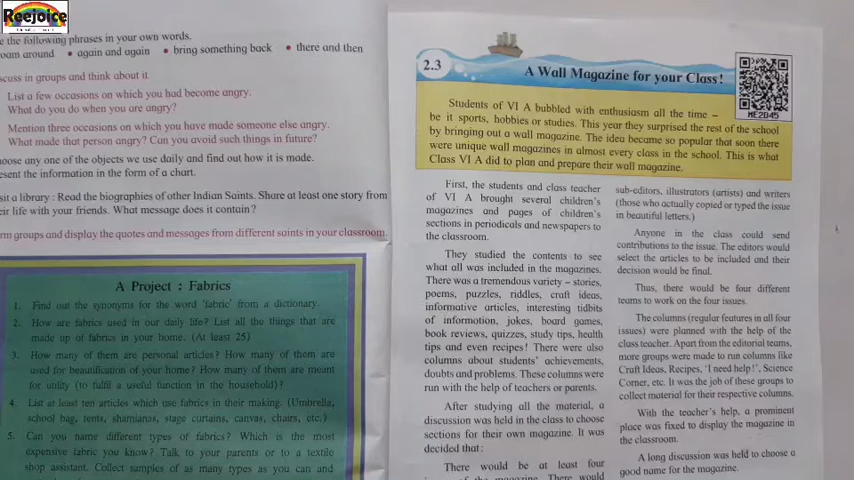 Reejoice
e the following phrases in your own words.
oam around • again and again • bring something back • there and then
scuss in groups and think about it
List a few occasions on which you had become angry.
What do you do when you are angry?
Mention three occasions on which you have made someone else angry.
What made that person angry? Can you avoid such things in future?
oose any one of the objects we use daily and find out how it is made.
esent the information in the form of a chart.
sit a library : Read the biographies of other Indian Saints. Share at least one story from
eir life with your friends. What message does it contain?
rm groups and display the quotes and messages from different saints in your classroom.
A Project : Fabrics
1. Find out the synonyms for the word 'fabric' from a dictionary.
2. How are fabrics used in our daily life? List all the things that are
made up of fabrics in your home. (At least 25)
3. How many of them are personal articles? How many of them are
used for beautification of your home? How many of them are meant
for utility (to fulfil a useful function in the household)?
4. List at least ten articles which use fabrics in their making. (Umbrella,
school bag, tents, shamianas, stage curtains, canvas, chairs, etc.)
5. Can you name different types of fabrics? Which is the most
expensive fabric you know? Talk to your parents or to a textile
shop assistant. Collect samples of as many types as you can and
2.3
A Wall Magazine for your Class!
ME2D45
Students of VI A bubbled with enthusiasm all the time –
be it sports, hobbies or studies. This year they surprised the rest of the school
by bringing out a wall magazine. The idea became so popular that soon there
were unique wall magazines in almost every class in the school. This is what
Class VI A did to plan and prepare their wall magazine.
First, the students and class teacher
of VI A brought several children's
magazines and pages of children's
sections in periodicals and newspapers to
the classroom.
They studied the contents to see
what all was included in the magazines.
There was a tremendous variety – stories,
poems, puzzles, riddles, craft ideas,
informative articles, interesting tidbits
of information, jokes, board games,
book reviews, quizzes, study tips, health
tips and even recipes! There were also
columns about students' achievements,
doubts and problems. These columns were
run with the help of teachers or parents.
After studying all the material, a
discussion was held in the class to choose
sections for their own magazine. It was
decided that :
There would be at least four
of the magazine. There would
sub-editors, illustrators (artists) and writers
(those who actually copied or typed the issue
in beautiful letters.)
Anyone in the class could send
contributions to the issue. The editors would
select the articles to be included and their
decision would be final.
Thus, there would be four different
teams to work on the four issues.
The columns (regular features in all four
issues) were planned with the help of the
class teacher. Apart from the editorial teams,
more groups were made to run columns like
Craft Ideas, Recipes, 'I need help!', Science
Corner, etc. It was the job of these groups to
collect material for their respective columns.
With the teacher's help, a prominent
place was fixed to display the magazine in
the classroom.
A long discussion was held to choose a
good name for the magazine.